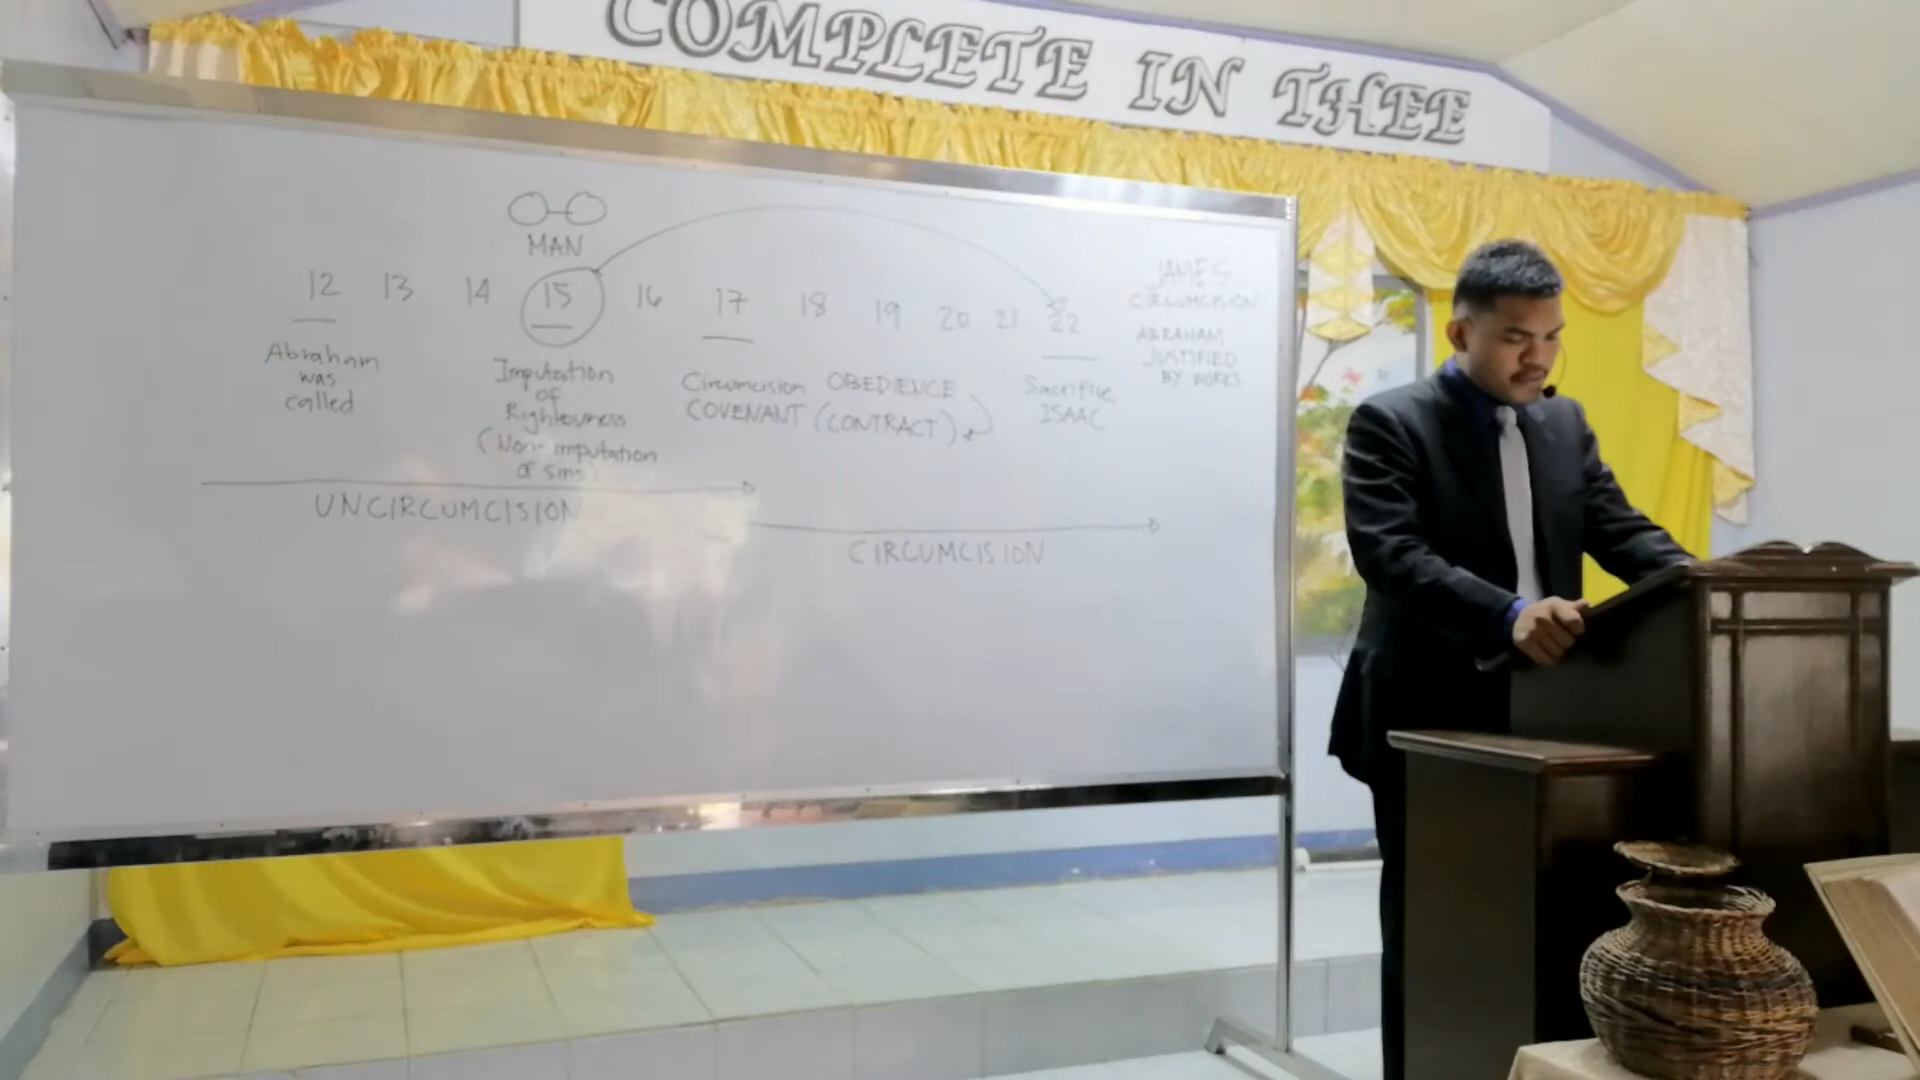 COMPLETE IN THEE
MAN
12 13 14 15 16 17 18 19 20 21 22
Abraham
was
called
Imputation
of
Righteousness
(Non-imputation
of sins)
Circumcision OBEDIENCE
COVENANT (CONTRACT)
Sacrifice
ISAAC
JAMES
CIRCUMCISION
ABRAHAM
JUSTIFIED
BY WORKS
UNCIRCUMCISION
CIRCUMCISION